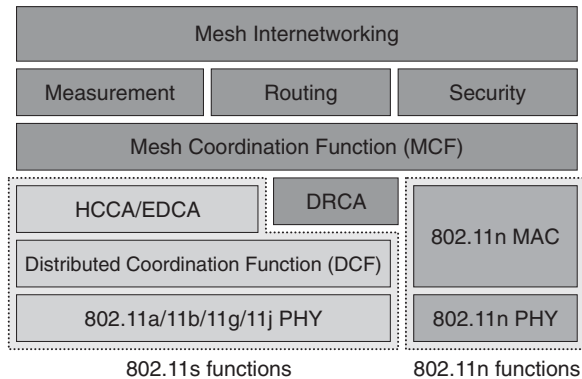 Mesh Internetworking
Measurement
Routing
Security
Mesh Coordination Function (MCF)
HCCA/EDCA
DRCA
802.11n MAC
Distributed Coordination Function (DCF)
802.11a/11b/11g/11j PHY
802.11n PHY
802.11s functions
802.11n functions